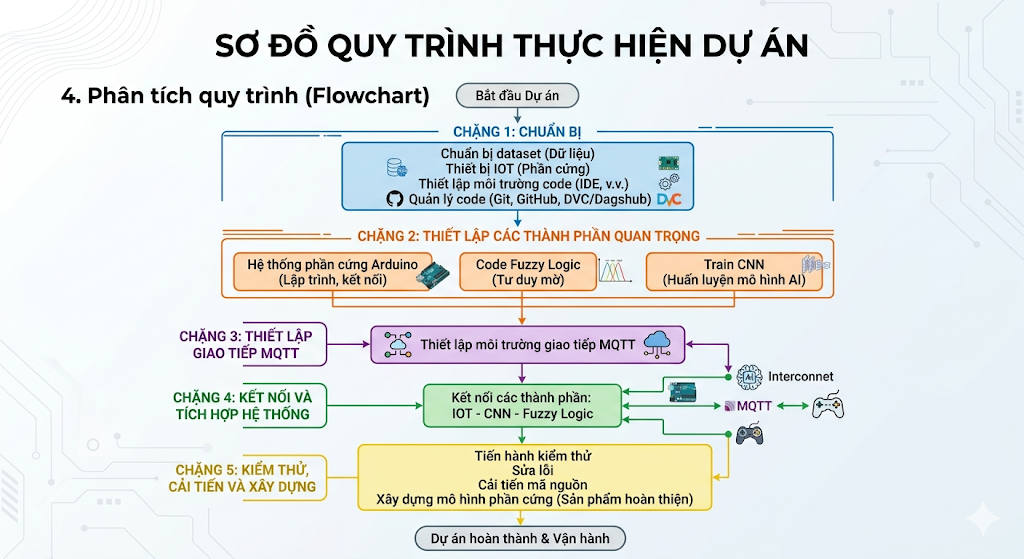 SƠ ĐỒ QUY TRÌNH THỰC HIỆN DỰ ÁN
4. Phân tích quy trình (Flowchart)
Bắt đầu Dự án
CHẶNG 1: CHUẨN BỊ
Chuẩn bị dataset (Dữ liệu)
Thiết bị IOT (Phần cứng)
Thiết lập môi trường code (IDE, v.v.)
Quản lý code (Git, GitHub, DVC/Dagshub)
DVC
CHẶNG 2: THIẾT LẬP CÁC THÀNH PHẦN QUAN TRỌNG
Hệ thống phần cứng Arduino
(Lập trình, kết nối)
Code Fuzzy Logic
(Tư duy mờ)
Train CNN
(Huấn luyện mô hình AI)
CHẶNG 3: THIẾT LẬP
GIAO TIẾP MQTT
Thiết lập môi trường giao tiếp MQTT
CHẶNG 4: KẾT NỐI VÀ
TÍCH HỢP HỆ THỐNG
Kết nối các thành phần:
IOT - CNN - Fuzzy Logic
Ai
Interconnet
MQTT
CHẶNG 5: KIỂM THỬ,
CẢI TIẾN VÀ XÂY DỰNG
Tiến hành kiểm thử
Sửa lỗi
Cải tiến mã nguồn
Xây dựng mô hình phần cứng (Sản phẩm hoàn thiện)
Dự án hoàn thành & Vận hành